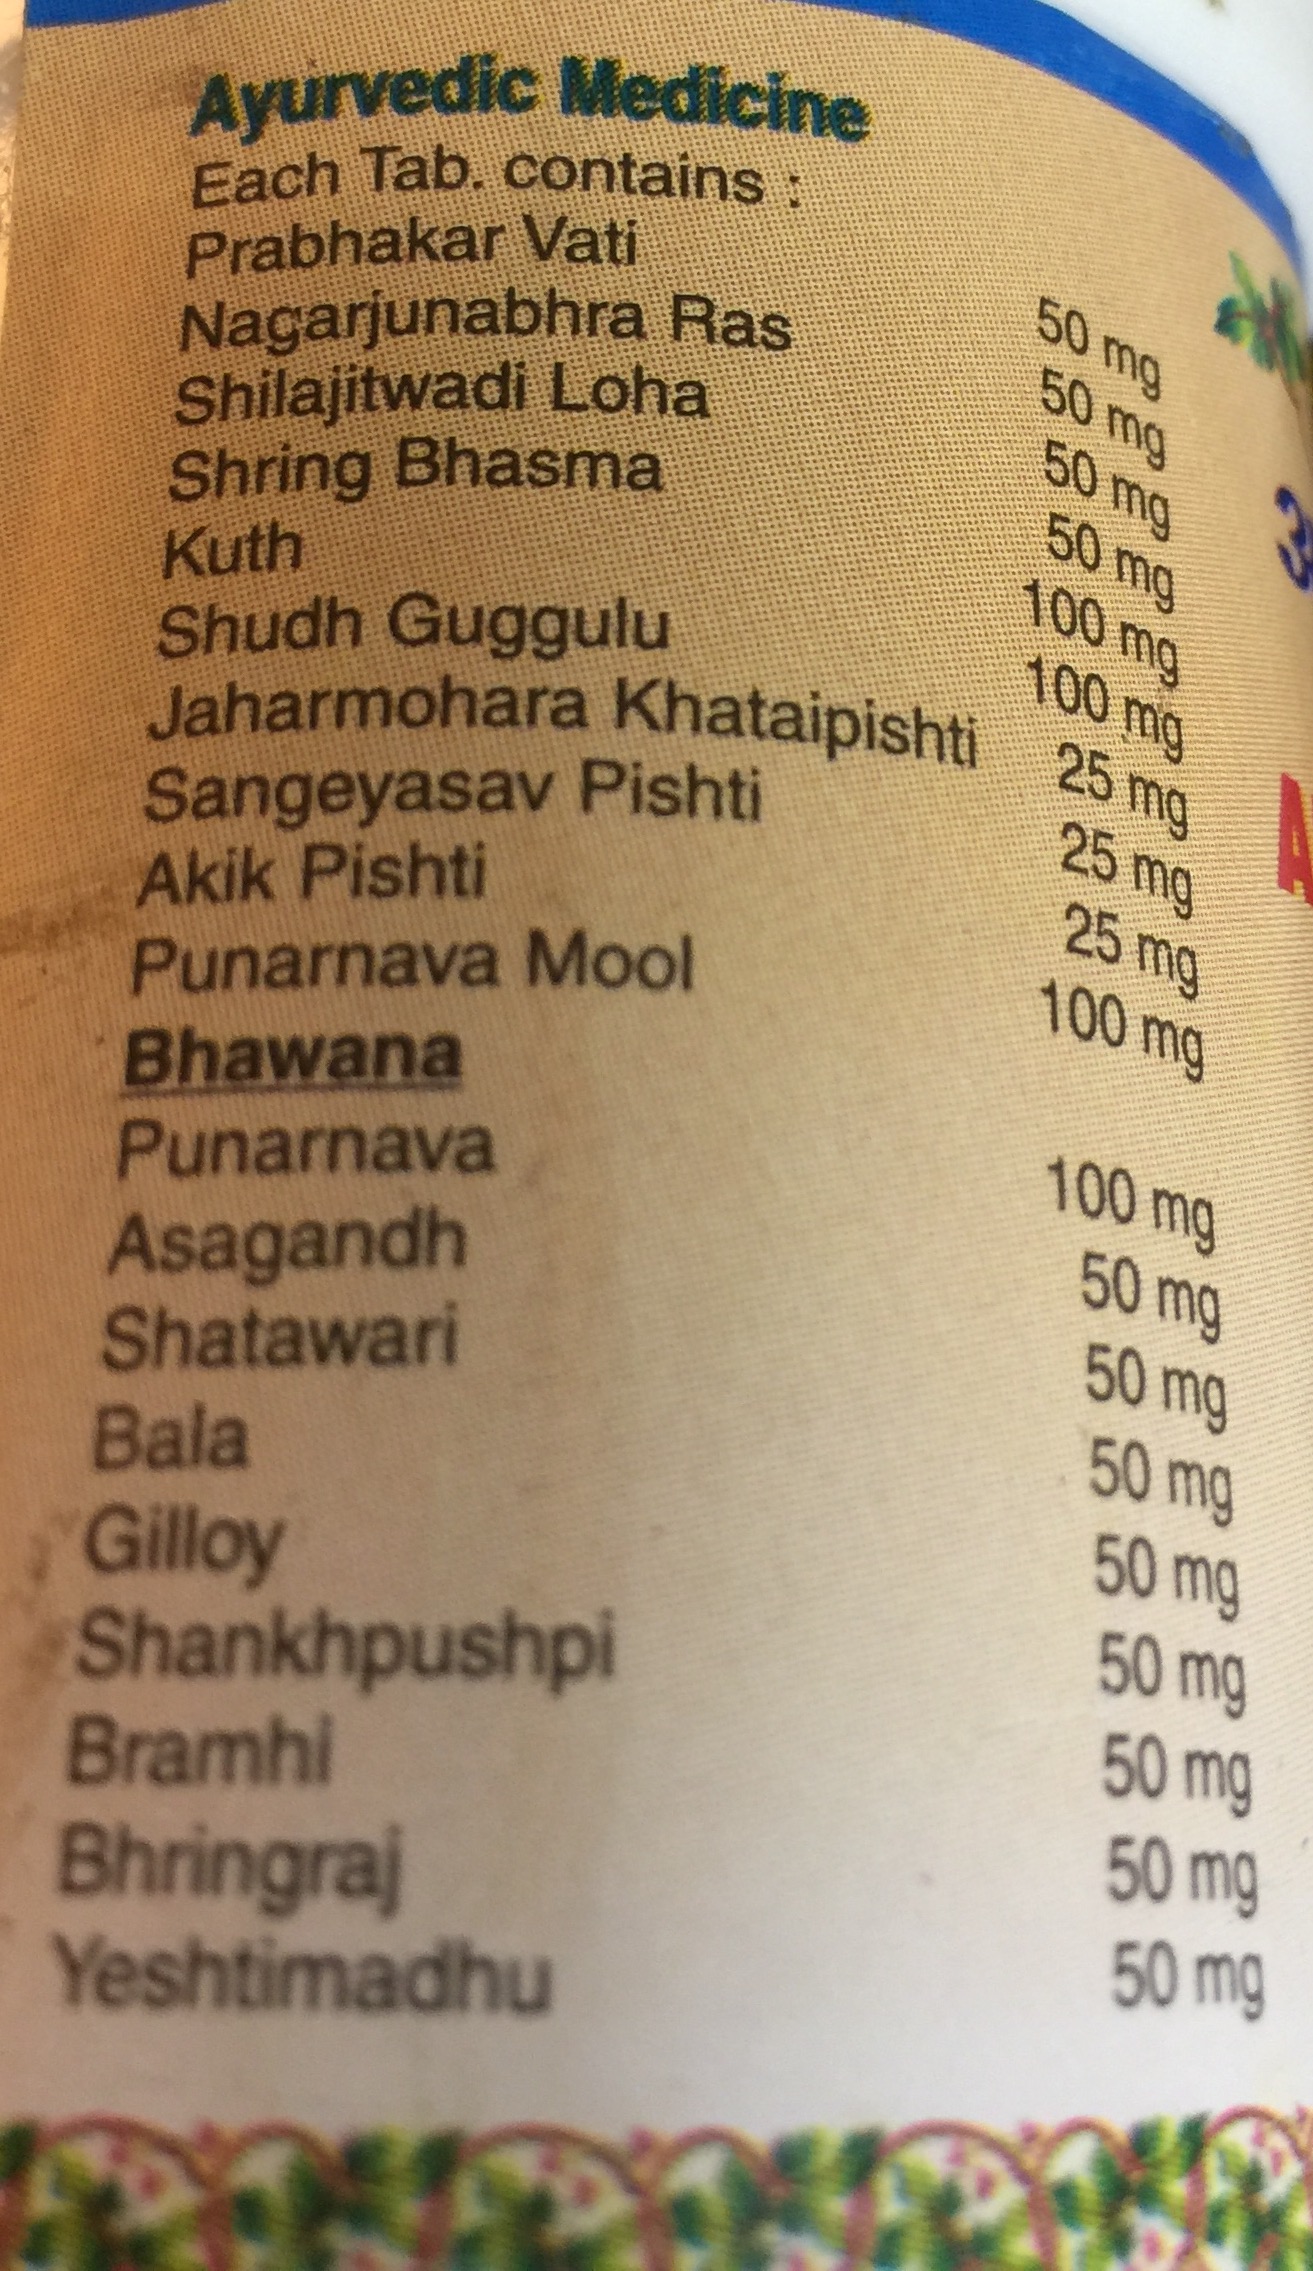 Ayurvedic Medicine
Each Tab. contains :
Prabhakar Vati 50 mg
Nagarjunabhra Ras 50 mg
Shilajitwadi Loha 50 mg
Shring Bhasma 50 mg
Kuth 100 mg
Shudh Guggulu 100 mg
Jaharmohara Khataipishti 25 mg
Sangeyasav Pishti 25 mg
Akik Pishti 25 mg
Punarnava Mool 100 mg
Bhawana
Punarnava 100 mg
Asagandh 50 mg
Shatawari 50 mg
Bala 50 mg
Gilloy 50 mg
Shankhpushpi 50 mg
Bramhi 50 mg
Bhringraj 50 mg
Yeshtimadhu 50 mg